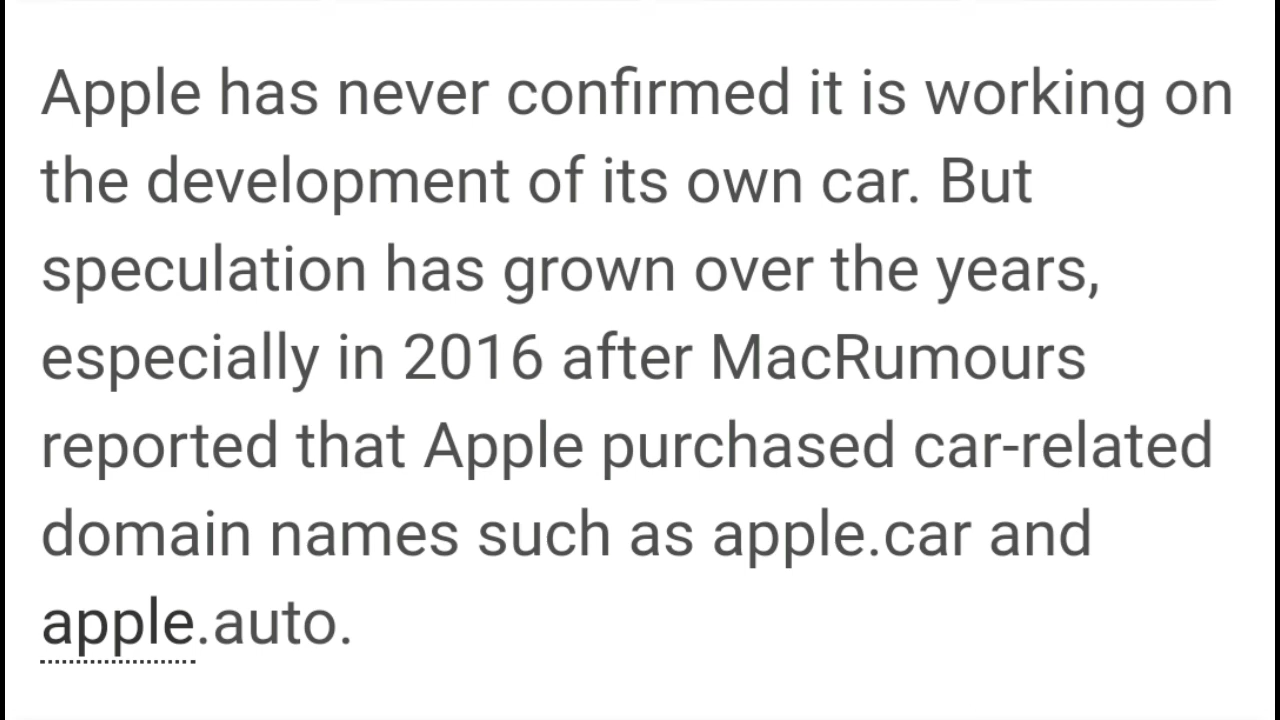 Apple has never confirmed it is working on
the development of its own car. But
speculation has grown over the years,
especially in 2016 after MacRumours
reported that Apple purchased car-related
domain names such as apple.car and
apple.auto.